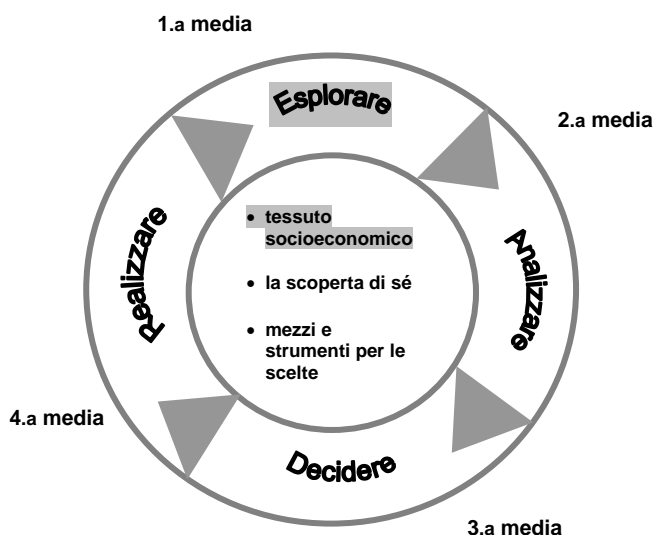 1.a media
Esplorare
2.a media
• tessuto
socioeconomico
• la scoperta di sé
• mezzi e
strumenti per le
scelte
Realizzare
Analizzare
4.a media
Decidere
3.a media